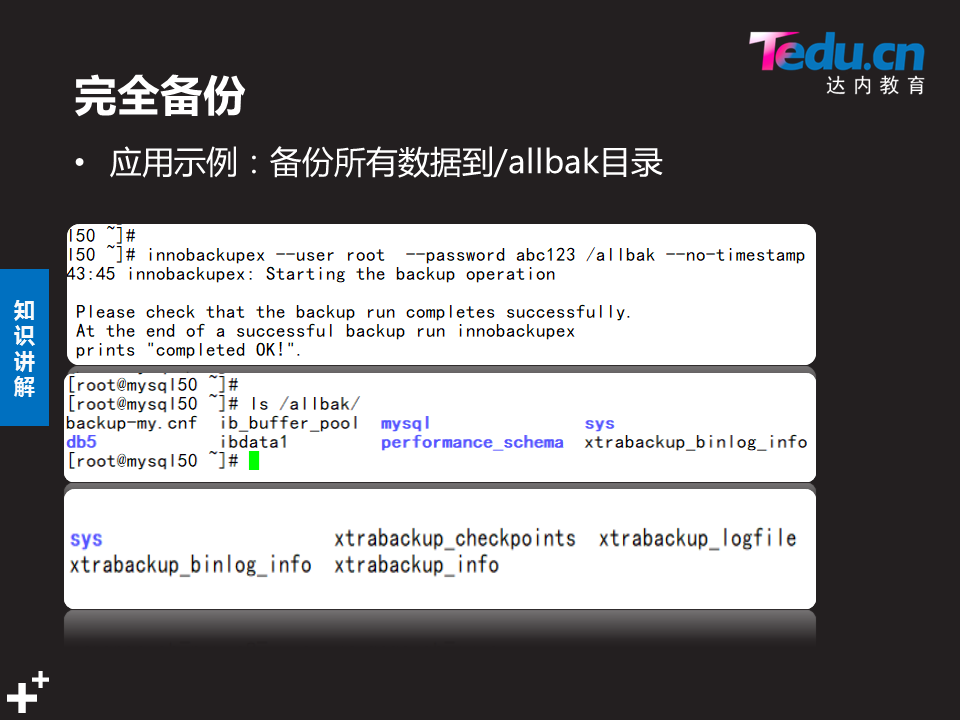 Tedu.cn
达内教育
完全备份
• 应用示例：备份所有数据到/allbak目录
知识讲解
l50 ~]#
l50 ~]# innobackupex --user root  --password abc123 /allbak --no-timestamp
43:45 innobackupex: Starting the backup operation
Please check that the backup run completes successfully.
At the end of a successful backup run innobackupex
prints "completed OK!".
[root@mysql50 ~]#
[root@mysql50 ~]# ls /allbak/
backup-my.cnf  ib_buffer_pool  mysql  sys
db5  ibdata1  performance_schema  xtrabackup_binlog_info
[root@mysql50 ~]#
sys  xtrabackup_checkpoints  xtrabackup_logfile
xtrabackup_binlog_info  xtrabackup_info